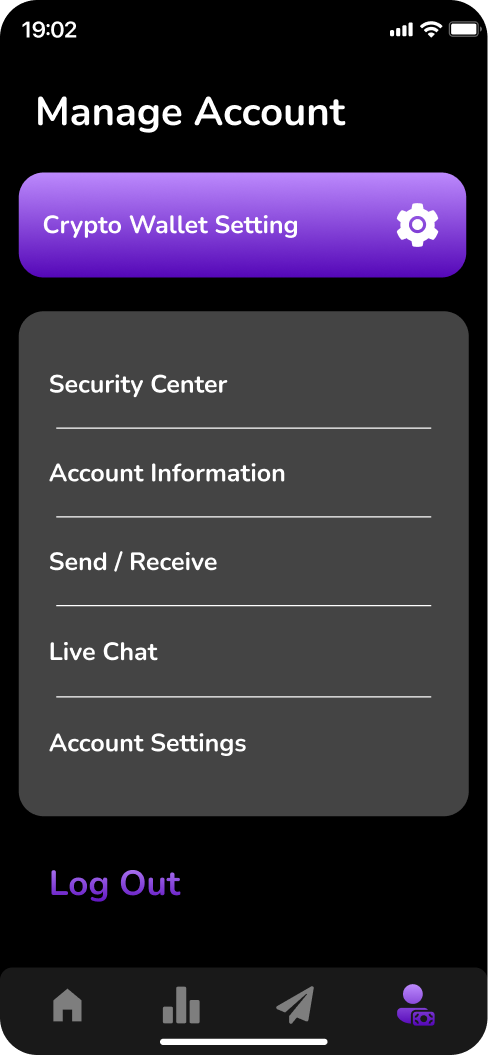 19:02
Manage Account
Crypto Wallet Setting
Security Center
Account Information
Send / Receive
Live Chat
Account Settings
Log Out